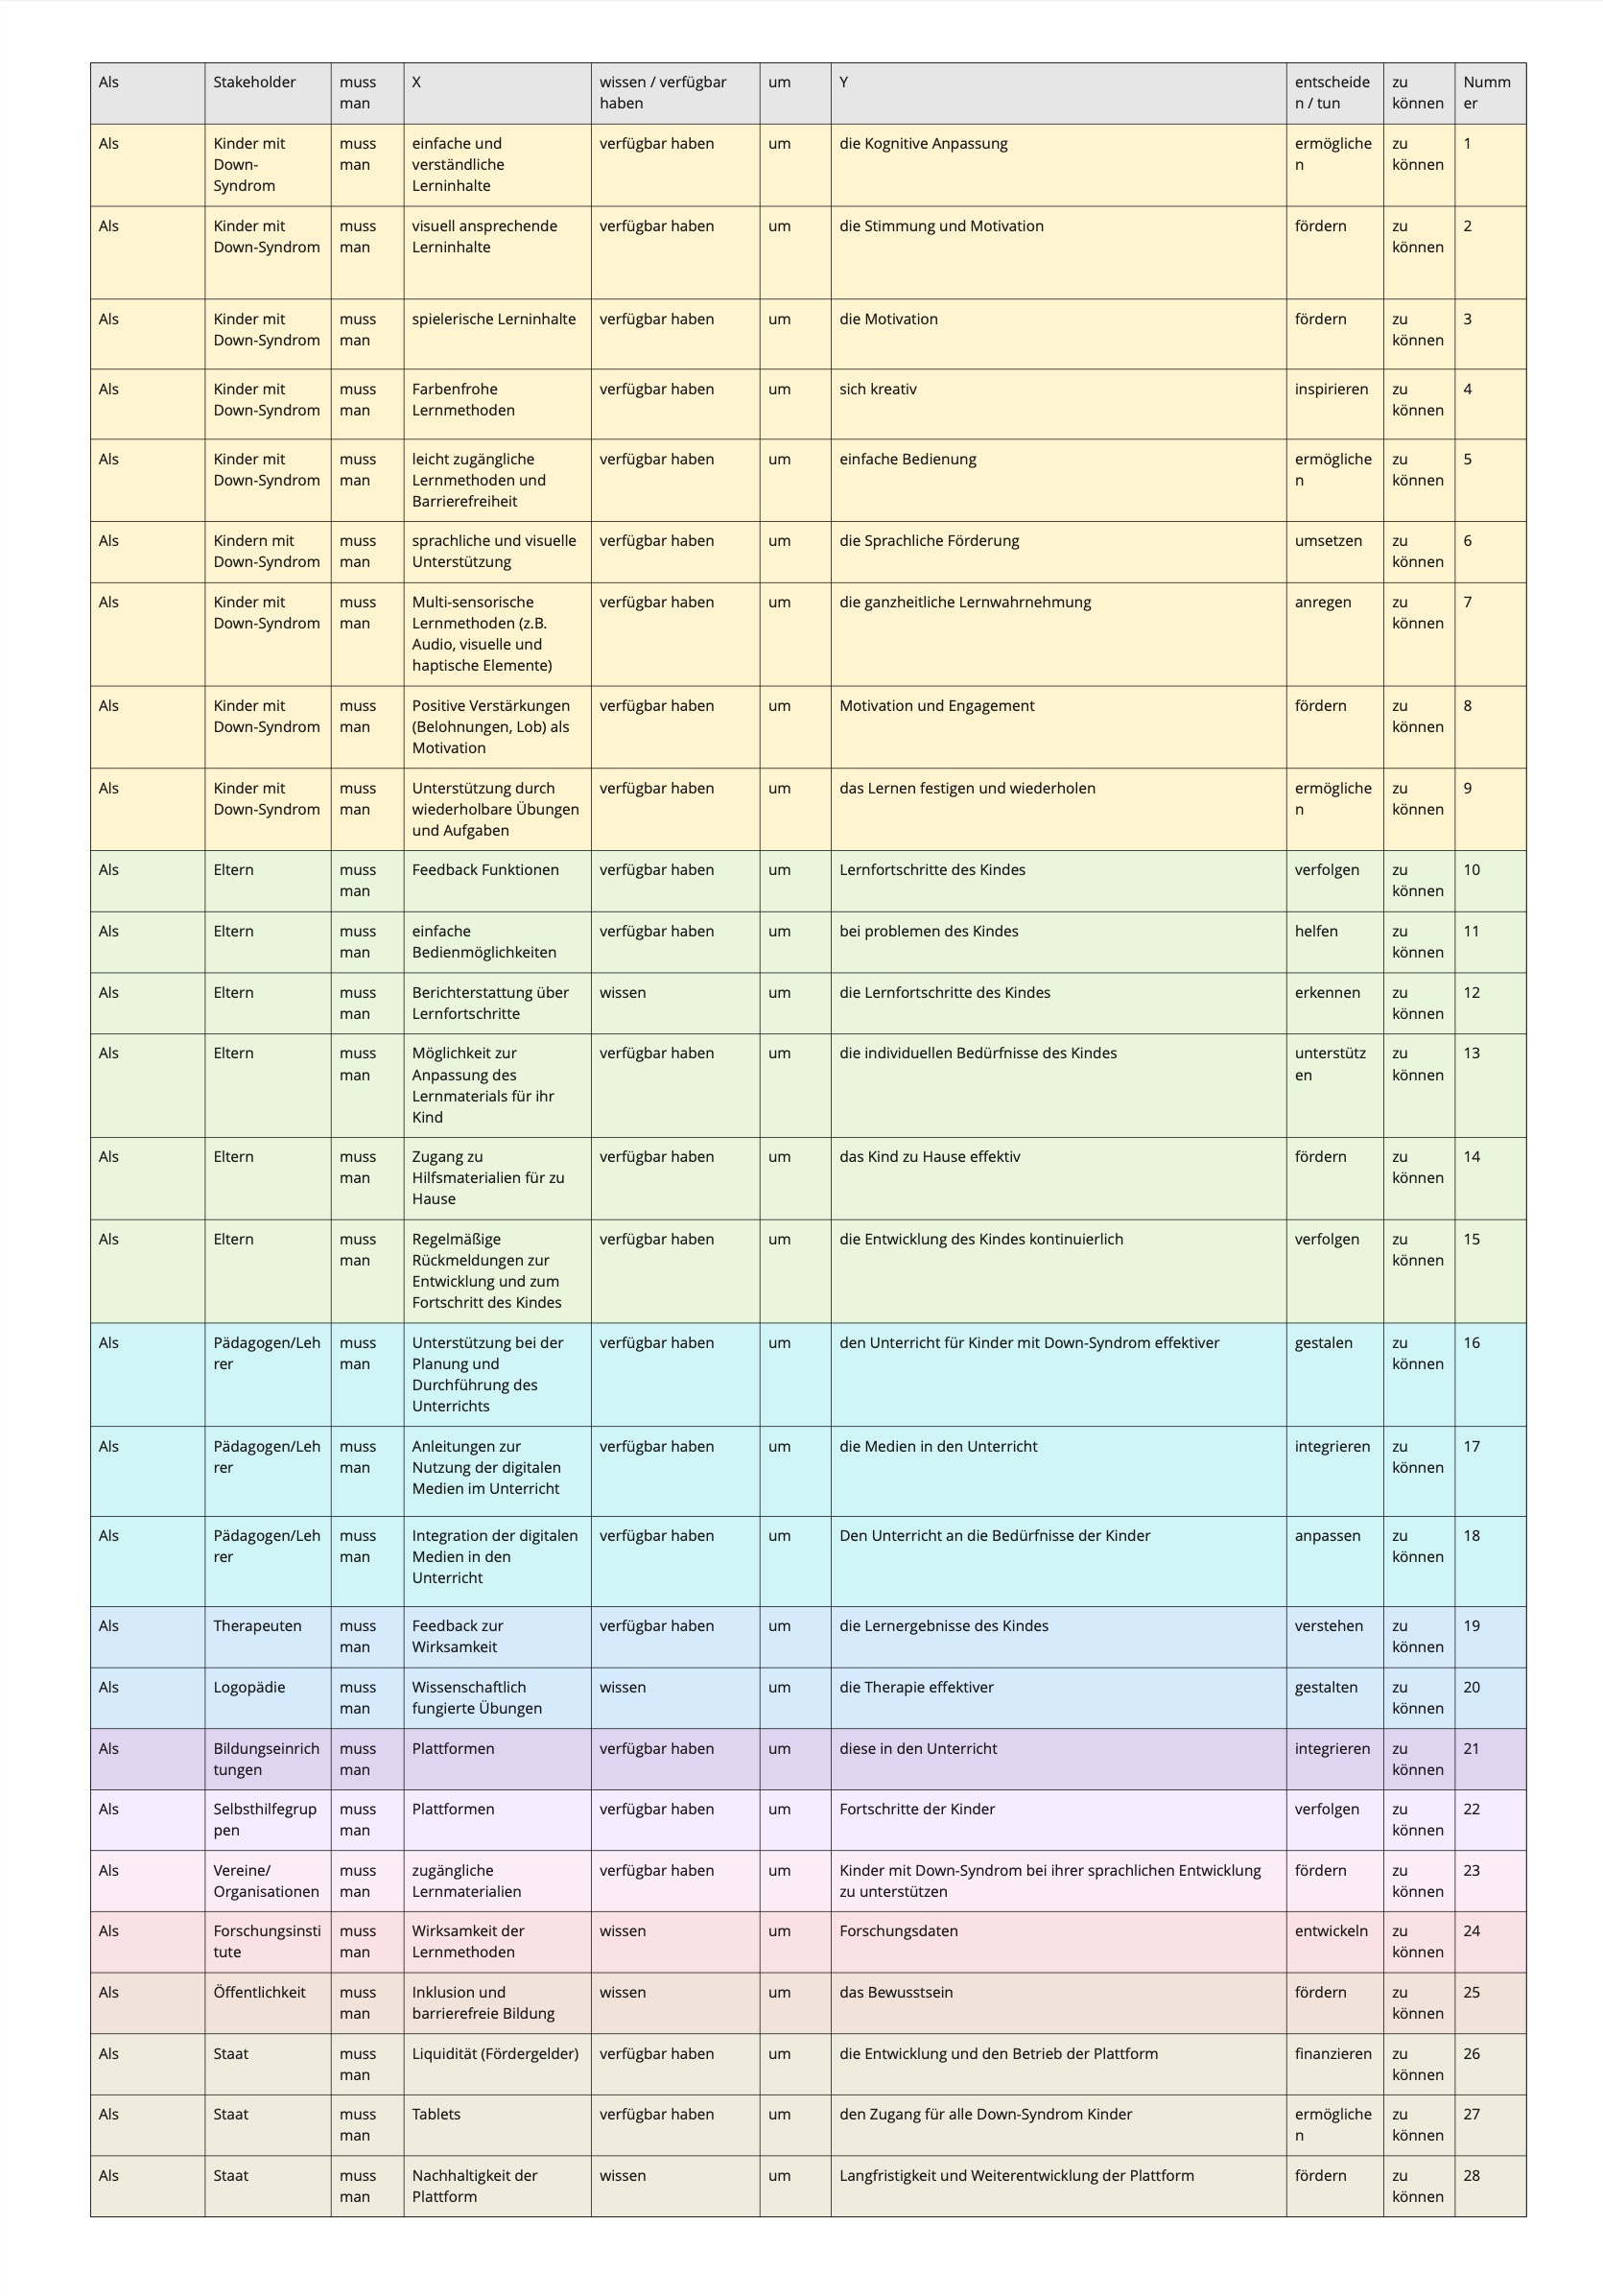 Als Stakeholder muss man X wissen / verfügbar haben um Y entscheiden / tun zu können Nummer
Als Kinder mit Down-Syndrom muss man einfache und verständliche Lerninhalte verfügbar haben um die Kognitive Anpassung ermöglichen zu können 1
Als Kinder mit Down-Syndrom muss man visuell ansprechende Lerninhalte verfügbar haben um die Stimmung und Motivation fördern zu können 2
Als Kinder mit Down-Syndrom muss man spielerische Lerninhalte verfügbar haben um die Motivation fördern zu können 3
Als Kinder mit Down-Syndrom muss man Farbenfrohe Lernmethoden verfügbar haben um sich kreativ inspirieren zu können 4
Als Kinder mit Down-Syndrom muss man leicht zugängliche Lernmethoden und Barrierefreiheit verfügbar haben um einfache Bedienung ermöglichen zu können 5
Als Kindern mit Down-Syndrom muss man sprachliche und visuelle Unterstützung verfügbar haben um die Sprachliche Förderung umsetzen zu können 6
Als Kinder mit Down-Syndrom muss man Multi-sensorische Lernmethoden (z.B. Audio, visuelle und haptische Elemente) verfügbar haben um die ganzheitliche Lernwahrnehmung anregen zu können 7
Als Kinder mit Down-Syndrom muss man Positive Verstärkungen (Belohnungen, Lob) als Motivation verfügbar haben um Motivation und Engagement fördern zu können 8
Als Kinder mit Down-Syndrom muss man Unterstützung durch wiederholbare Übungen und Aufgaben verfügbar haben um das Lernen festigen und wiederholen ermöglichen zu können 9
Als Eltern muss man Feedback Funktionen verfügbar haben um Lernfortschritte des Kindes verfolgen zu können 10
Als Eltern muss man einfache Bedienmöglichkeiten verfügbar haben um bei problemen des Kindes helfen zu können 11
Als Eltern muss man Berichterstattung über Lernfortschritte wissen um die Lernfortschritte des Kindes erkennen zu können 12
Als Eltern muss man Möglichkeit zur Anpassung des Lernmaterials für ihr Kind verfügbar haben um die individuellen Bedürfnisse des Kindes unterstützen zu können 13
Als Eltern muss man Zugang zu Hilfsmaterialien für zu Hause verfügbar haben um das Kind zu Hause effektiv fördern zu können 14
Als Eltern muss man Regelmäßige Rückmeldungen zur Entwicklung und zum Fortschritt des Kindes verfügbar haben um die Entwicklung des Kindes kontinuierlich verfolgen zu können 15
Als Pädagogen/Lehrer muss man Unterstützung bei der Planung und Durchführung des Unterrichts verfügbar haben um den Unterricht für Kinder mit Down-Syndrom effektiver gestalen zu können 16
Als Pädagogen/Lehrer muss man Anleitungen zur Nutzung der digitalen Medien im Unterricht verfügbar haben um die Medien in den Unterricht integrieren zu können 17
Als Pädagogen/Lehrer muss man Integration der digitalen Medien in den Unterricht verfügbar haben um Den Unterricht an die Bedürfnisse der Kinder anpassen zu können 18
Als Therapeuten muss man Feedback zur Wirksamkeit verfügbar haben um die Lernergebnisse des Kindes verstehen zu können 19
Als Logopädie muss man Wissenschaftlich fungierte Übungen wissen um die Therapie effektiver gestalten zu können 20
Als Bildungseinrichtungen muss man Plattformen verfügbar haben um diese in den Unterricht integrieren zu können 21
Als Selbsthilfegruppen muss man Plattformen verfügbar haben um Fortschritte der Kinder verfolgen zu können 22
Als Vereine/ Organisationen muss man zugängliche Lernmaterialien verfügbar haben um Kinder mit Down-Syndrom bei ihrer sprachlichen Entwicklung zu unterstützen fördern zu können 23
Als Forschungsinstitute muss man Wirksamkeit der Lernmethoden wissen um Forschungsdaten entwickeln zu können 24
Als Öffentlichkeit muss man Inklusion und barrierefreie Bildung wissen um das Bewusstsein fördern zu können 25
Als Staat muss man Liquidität (Fördergelder) verfügbar haben um die Entwicklung und den Betrieb der Plattform finanzieren zu können 26
Als Staat muss man Tablets verfügbar haben um den Zugang für alle Down-Syndrom Kinder ermöglichen zu können 27
Als Staat muss man Nachhaltigkeit der Plattform wissen um Langfristigkeit und Weiterentwicklung der Plattform fördern zu können 28